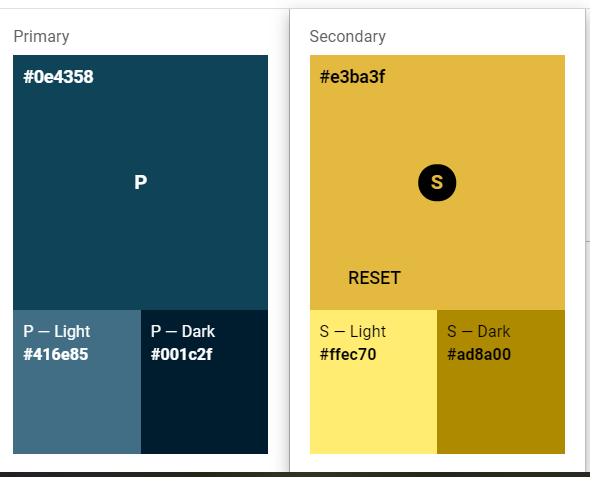 Primary
#0e4358
P
P — Light
#416e85
P — Dark
#001c2f
Secondary
#e3ba3f
S
RESET
S — Light
#ffec70
S — Dark
#ad8a00